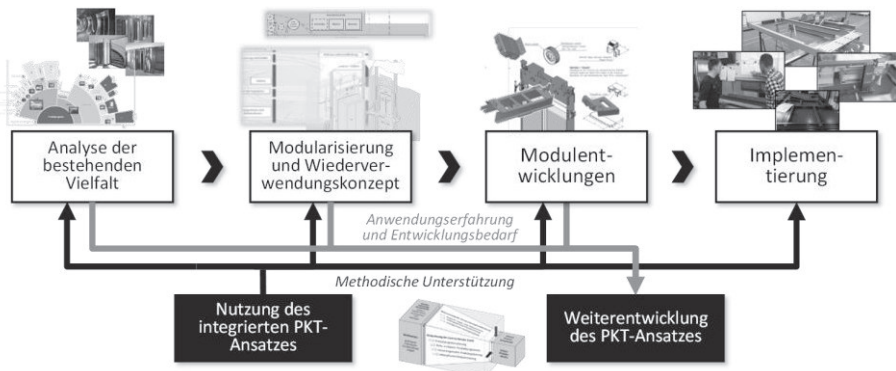 Analyse der
bestehenden
Vielfalt
Modularisierung
und Wiederver-
wendungskonzept
Modulent-
wicklungen
Implemen-
tierung
Anwendungserfahrung
und Entwicklungsbedarf
Methodische Unterstützung
Nutzung des
integrierten PKT-
Ansatzes
Weiterentwicklung
des PKT-Ansatzes